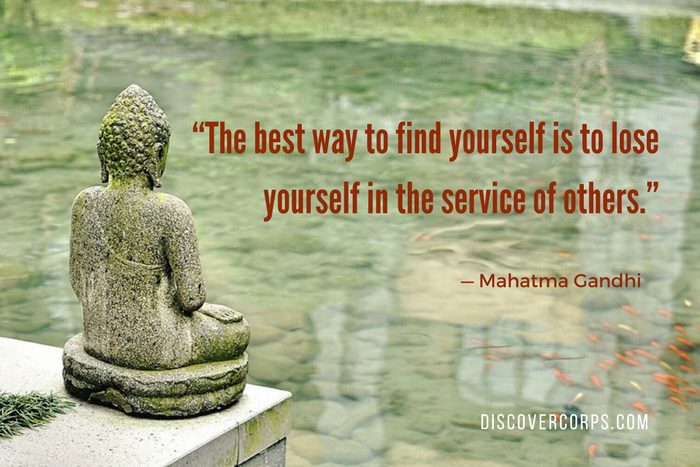 “The best way to find yourself is to lose
yourself in the service of others.”
— Mahatma Gandhi
DISCOVERCORPS.COM